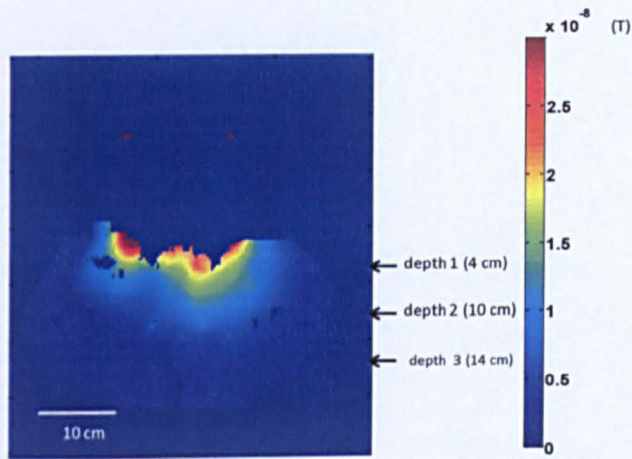 x 10⁻⁸ (T)
2.5
2
1.5
1
0.5
0
depth 1 (4 cm)
depth 2 (10 cm)
depth 3 (14 cm)
10 cm